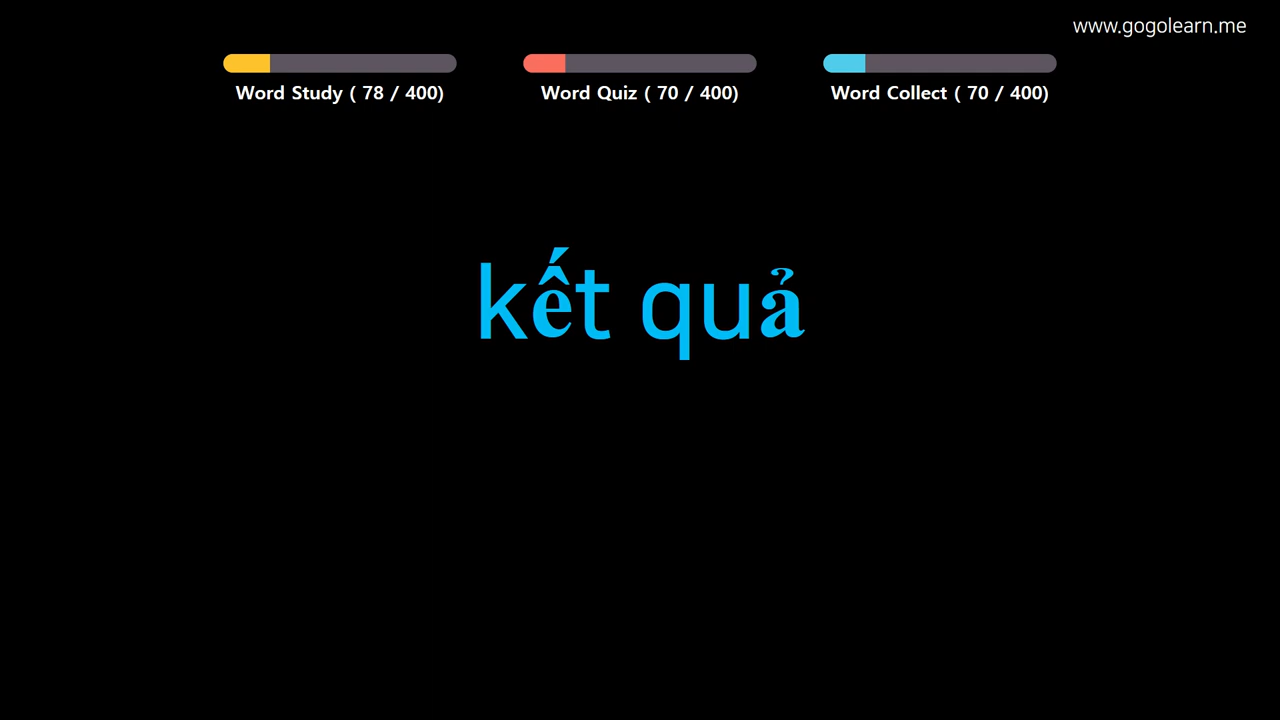 www.gogolearn.me
Word Study ( 78 / 400)
Word Quiz ( 70 / 400)
Word Collect ( 70 / 400)
kết quả